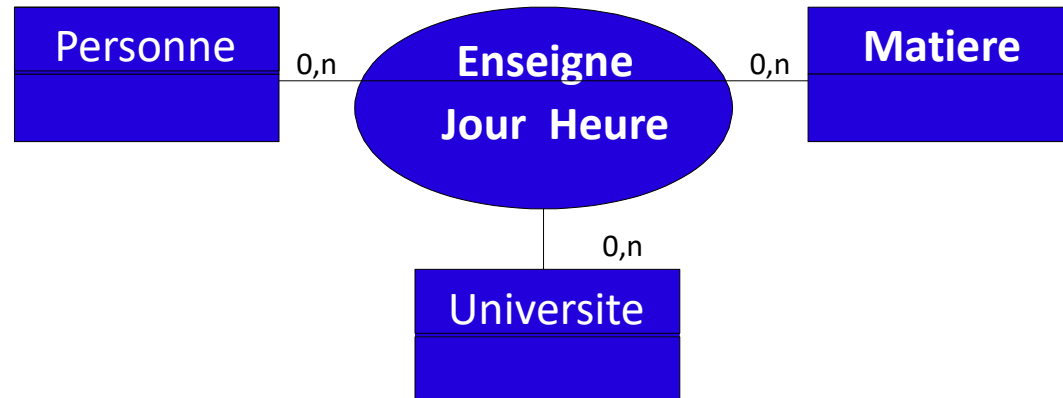 Personne
0,n
Enseigne
0,n
Matiere
Jour Heure
0,n
Universite